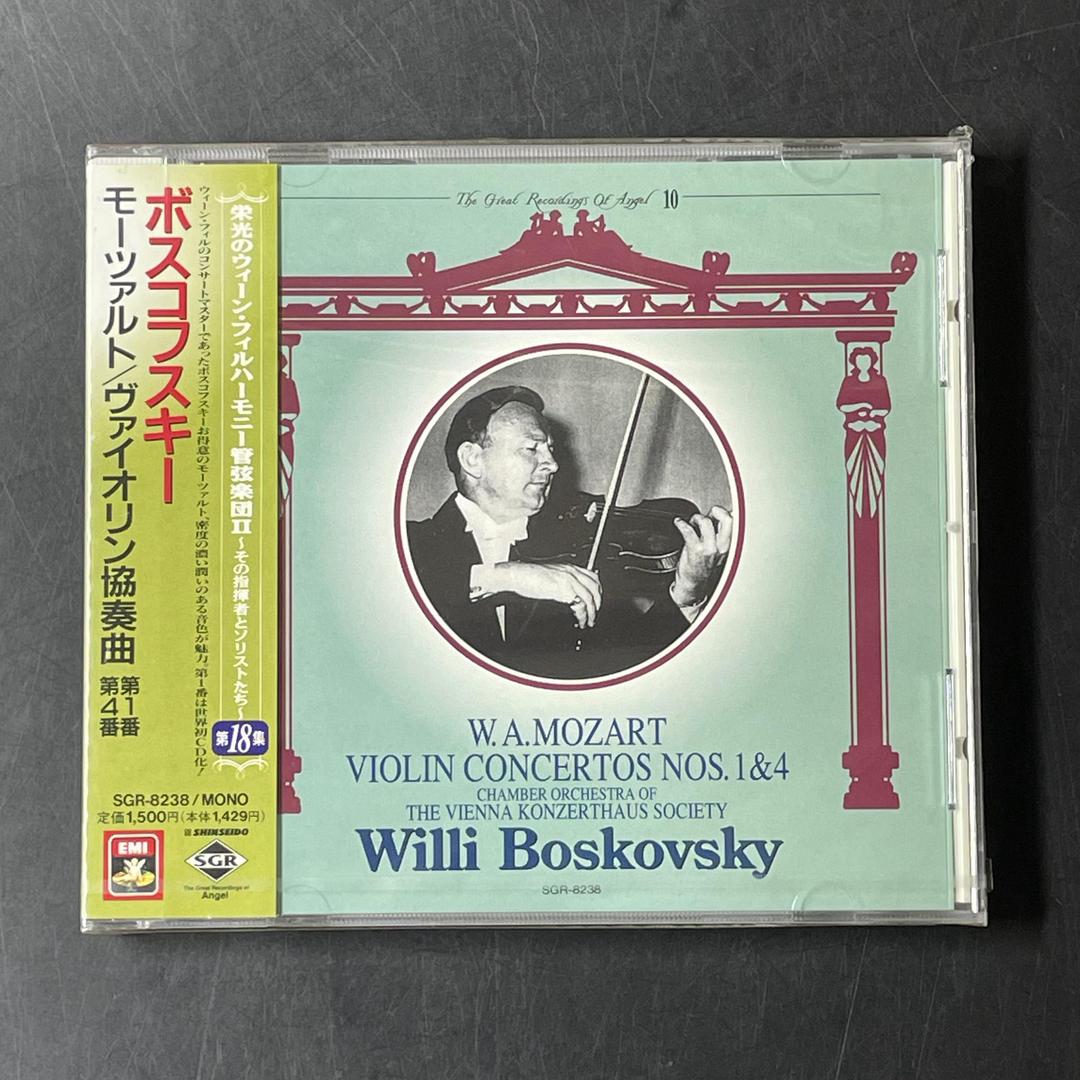 栄光のウィーン・フィルハーモニー管弦楽団II~その指揮者とソリストたち~
第18集
ウィーン・フィルのコンサートマスターであったボスコフスキーお得意のモーツァルト、密度の濃い潤いのある音色が魅力。第1番は世界初CD化!
ボスコフスキー
モーツァルト/ヴァイオリン協奏曲 第1番
第4番
SGR-8238/MONO
定価1,500円(本体1,429円)
EMI
SHINSEIDO
SGR
The Great Recordings of
Angel
The Great Recordings Of Angel 10
W. A. MOZART
VIOLIN CONCERTOS NOS. 1&4
CHAMBER ORCHESTRA OF
THE VIENNA KONZERTHAUS SOCIETY
Willi Boskovsky
SGR-8238